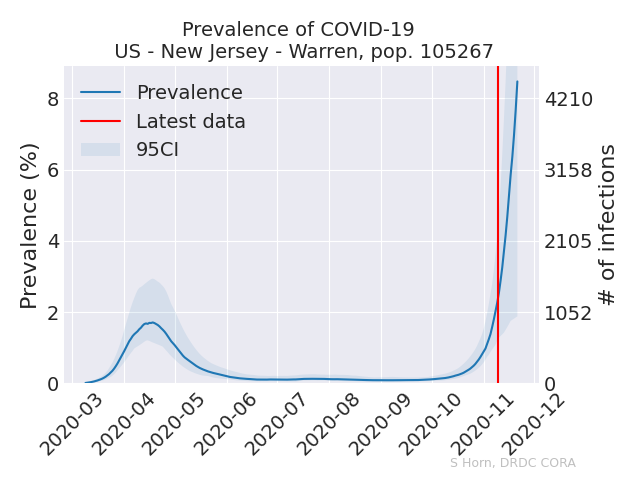 Prevalence of COVID-19
US - New Jersey - Warren, pop. 105267
Prevalence
Latest data
95CI
Prevalence (%)
8
6
4
2
0
4210
3158
2105
1052
0
# of infections
2020-03
2020-04
2020-05
2020-06
2020-07
2020-08
2020-09
2020-10
2020-11
2020-12
S Horn, DRDC CORA